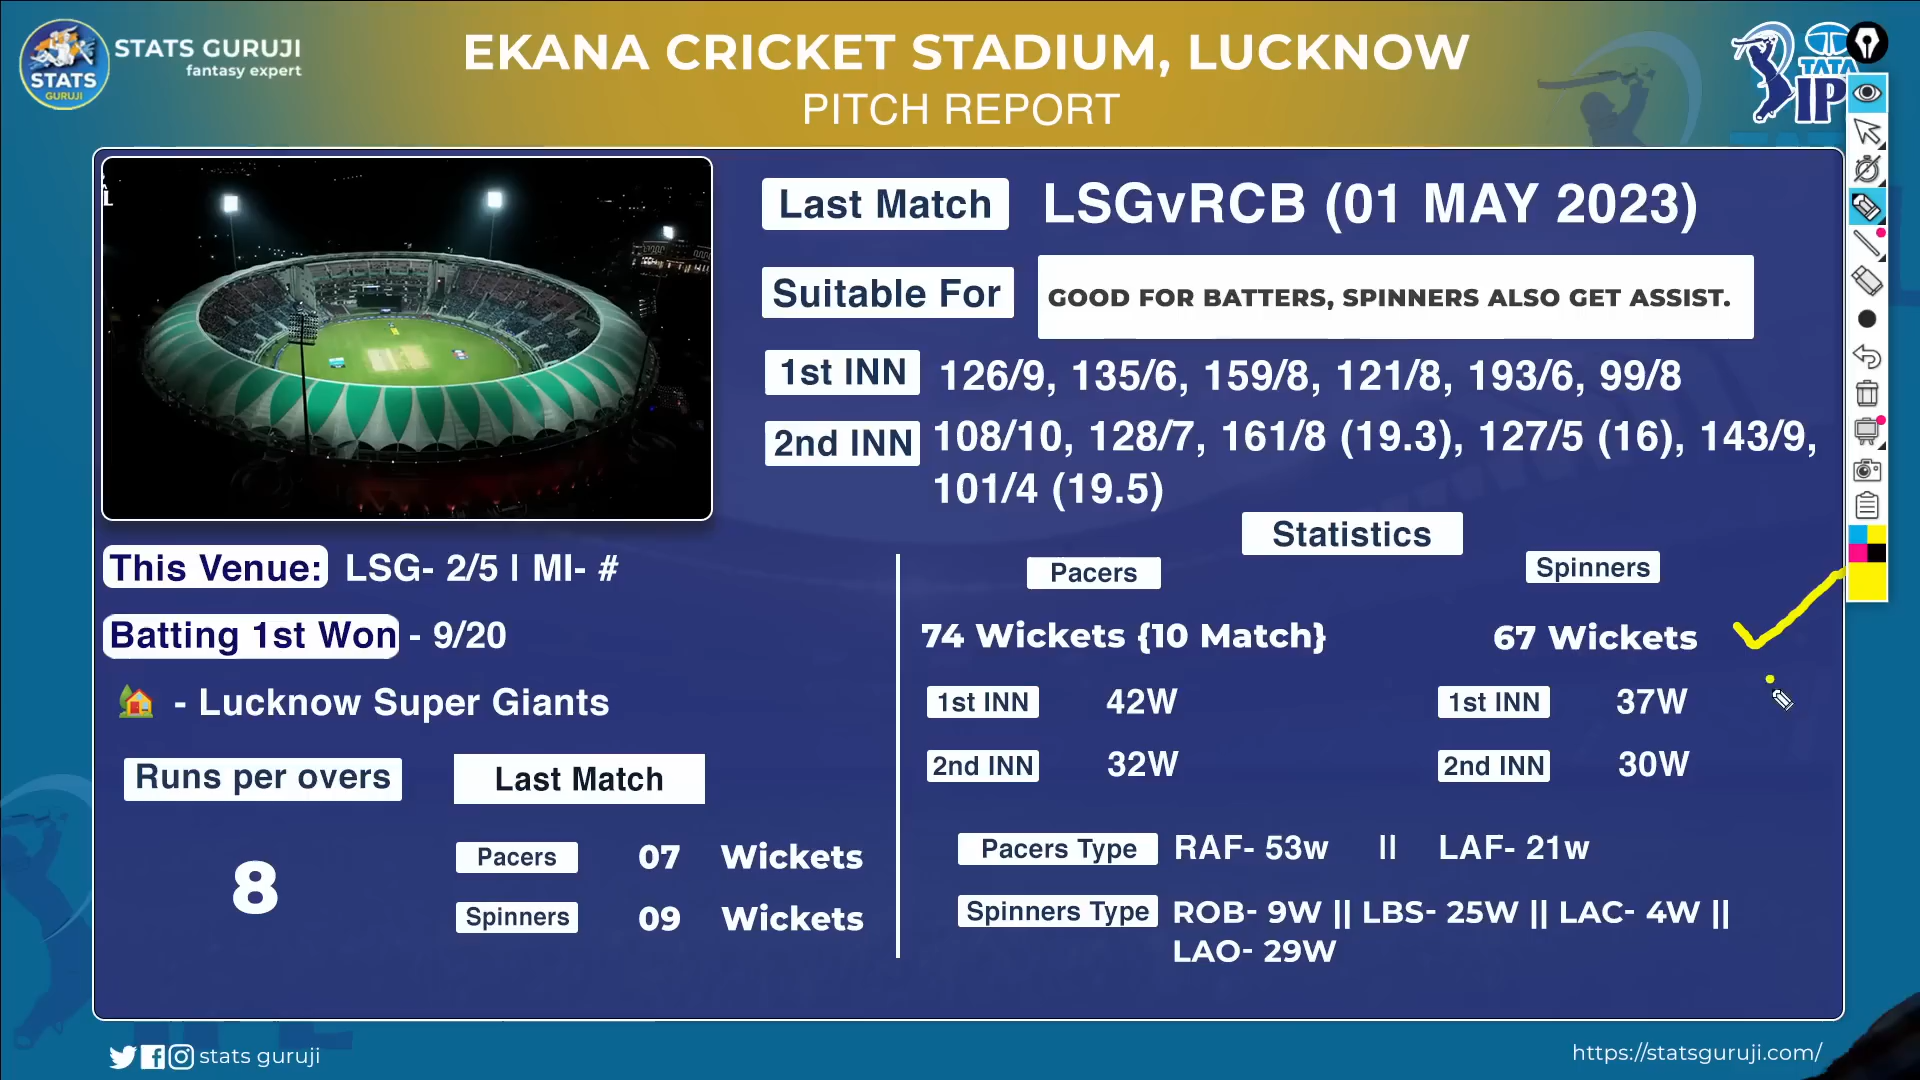 STATS GURUJI
fantasy expert
STATS
GURUJI
EKANA CRICKET STADIUM, LUCKNOW
PITCH REPORT
TATA
IP
Last Match LSGvRCB (01 MAY 2023)
Suitable For GOOD FOR BATTERS, SPINNERS ALSO GET ASSIST.
1st INN 126/9, 135/6, 159/8, 121/8, 193/6, 99/8
2nd INN 108/10, 128/7, 161/8 (19.3), 127/5 (16), 143/9,
101/4 (19.5)
This Venue: LSG- 2/5 | MI- #
Batting 1st Won - 9/20
- Lucknow Super Giants
Runs per overs
8
Last Match
Pacers 07 Wickets
Spinners 09 Wickets
Statistics
Pacers
74 Wickets {10 Match}
1st INN 42W
2nd INN 32W
Spinners
67 Wickets
1st INN 37W
2nd INN 30W
Pacers Type RAF- 53w || LAF- 21w
Spinners Type ROB- 9W || LBS- 25W || LAC- 4W ||
LAO- 29W
stats guruji
https://statsguruji.com/